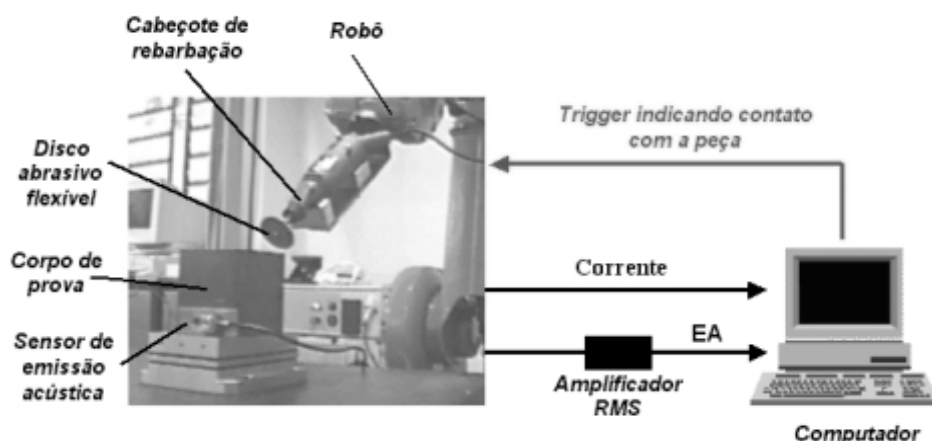 Cabeçote de
rebarbação
Robô
Trigger indicando contato
com a peça
Disco
abrasivo
flexível
Corpo de
prova
Corrente
Sensor de
emissão
acústica
EA
Amplificador
RMS
Computador